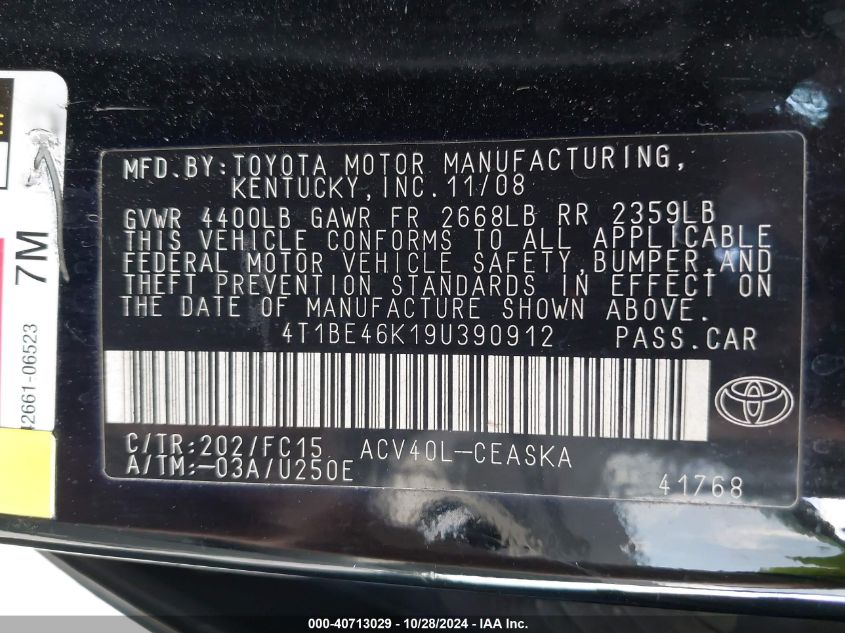 MFD.BY:TOYOTA MOTOR MANUFACTURING,
KENTUCKY,INC.11/08
GVWR 4400LB GAWR FR 2668LB RR 2359LB
THIS VEHICLE CONFORMS TO ALL APPLICABLE
FEDERAL MOTOR VEHICLE SAFETY,BUMPER,AND
THEFT PREVENTION STANDARDS IN EFFECT ON
THE DATE OF MANUFACTURE SHOWN ABOVE.
4T1BE46K19U390912 PASS.CAR
C/TR:202/FC15 ACV40L-CEASKA
A/TM:-03A/U250E
41768
7M
42661-06523
000-40713029 - 10/28/2024 - IAA Inc.